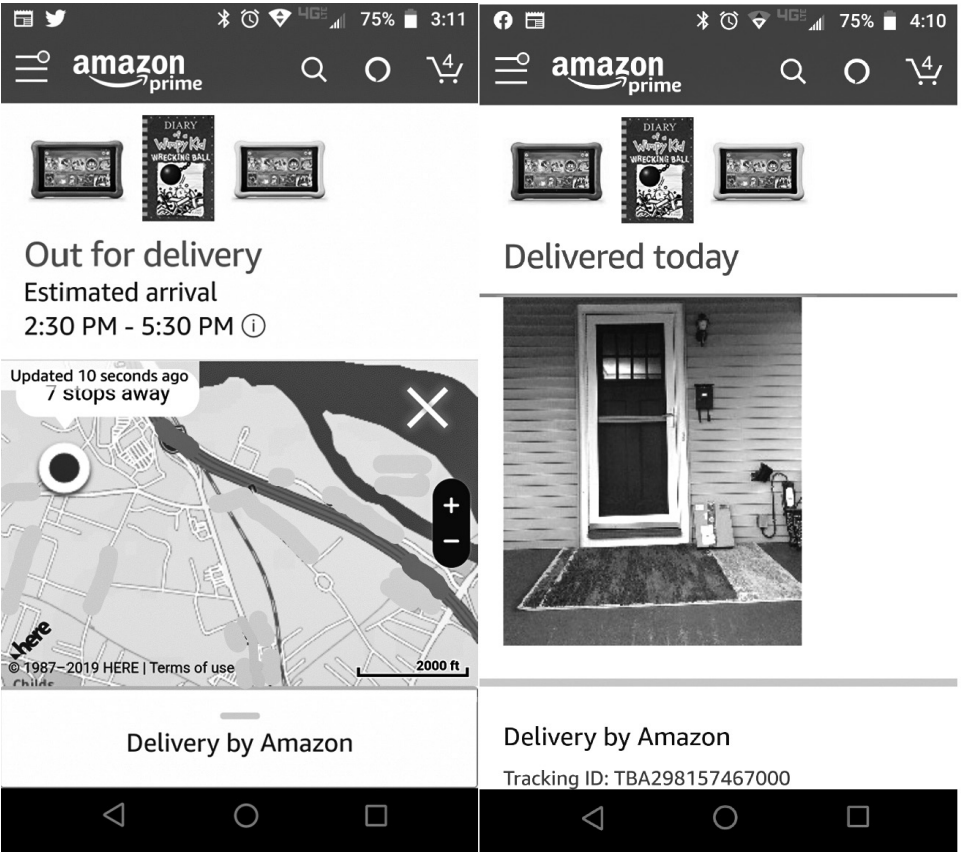 4GLTE 75% 3:11
amazon
prime
4
DIARY
of a
Wimpy Kid
WRECKING BALL
Out for delivery
Estimated arrival
2:30 PM - 5:30 PM
Updated 10 seconds ago
7 stops away
+
−
here
© 1987–2019 HERE | Terms of use
2000 ft
Childs
Delivery by Amazon
4GLTE 75% 4:10
amazon
prime
4
DIARY
of a
Wimpy Kid
WRECKING BALL
Delivered today
Delivery by Amazon
Tracking ID: TBA298157467000